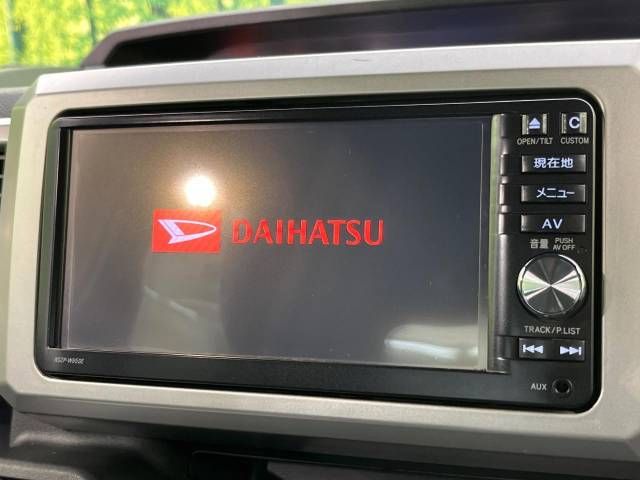 OPEN/TILT
C
CUSTOM
現在地
メニュー
AV
音量 PUSH
AV OFF
DAIHATSU
TRACK/P.LIST
AUX